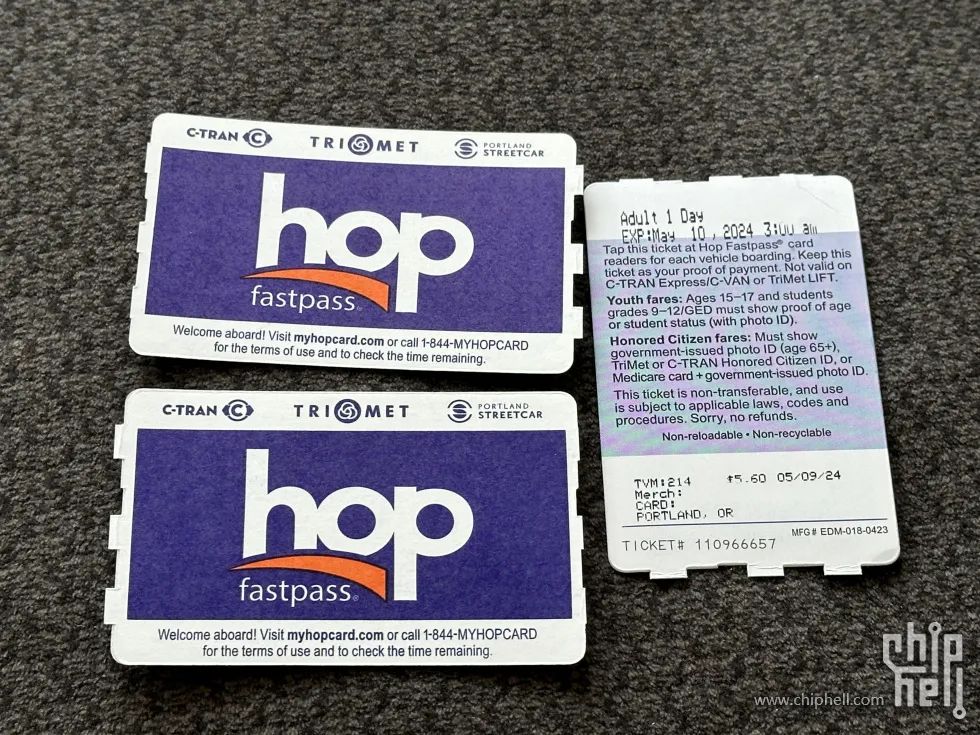 C-TRAN C TRI MET PORTLAND STREETCAR
hop
fastpass®
Welcome aboard! Visit myhopcard.com or call 1-844-MYHOPCARD
for the terms of use and to check the time remaining.
C-TRAN C TRI MET PORTLAND STREETCAR
hop
fastpass®
Welcome aboard! Visit myhopcard.com or call 1-844-MYHOPCARD
for the terms of use and to check the time remaining.
Adult 1 Day
EXP:May 10, 2024 3:00 am
Tap this ticket at Hop Fastpass® card
readers for each vehicle boarding. Keep this
ticket as your proof of payment. Not valid on
C-TRAN Express/C-VAN or TriMet LIFT.
Youth fares: Ages 15–17 and students
grades 9–12/GED must show proof of age
or student status (with photo ID).
Honored Citizen fares: Must show
government-issued photo ID (age 65+),
TriMet or C-TRAN Honored Citizen ID, or
Medicare card + government-issued photo ID.
This ticket is non-transferable, and use
is subject to applicable laws, codes and
procedures. Sorry, no refunds.
Non-reloadable • Non-recyclable
TVM:214 $5.60 05/09/24
Merch:
CARD:
PORTLAND, OR
MFG# EDM-018-0423
TICKET# 110966657
www.chiphell.com
chip
hell